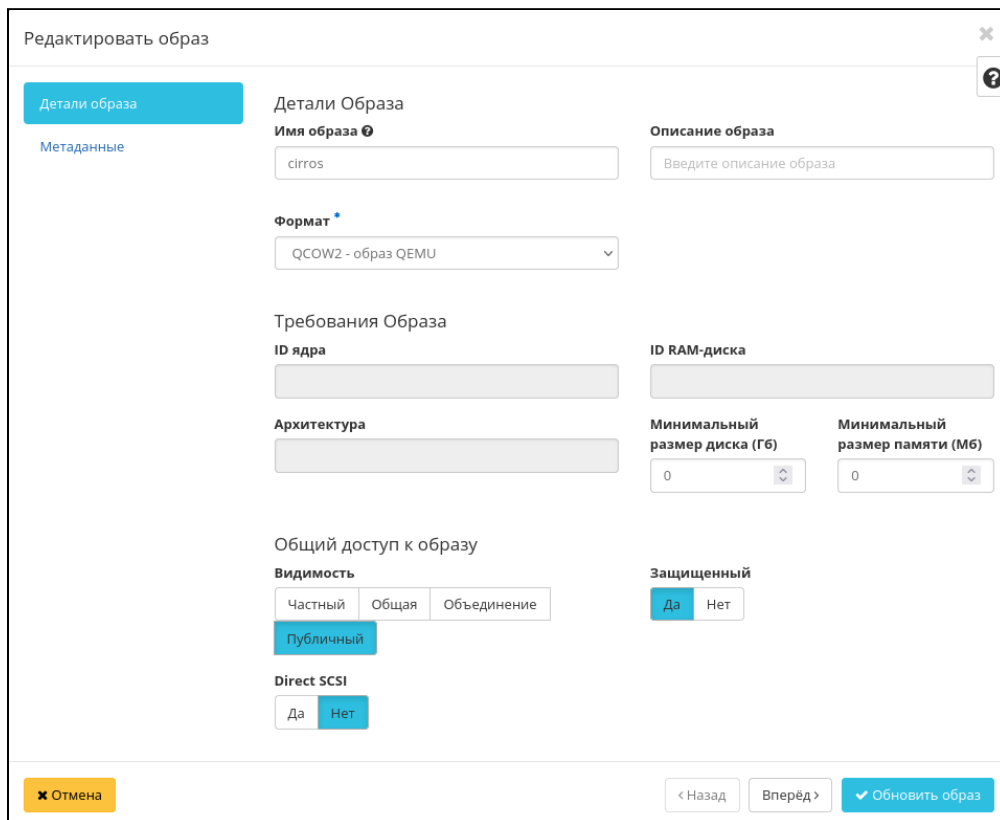 Редактировать образ
Детали образа
Метаданные
Детали Образа
Имя образа
Описание образа
cirros
Введите описание образа
Формат *
QCOW2 - образ QEMU
Требования Образа
ID ядра
ID RAM-диска
Архитектура
Минимальный
размер диска (Гб)
Минимальный
размер памяти (Мб)
0
0
Общий доступ к образу
Видимость
Защищенный
Частный Общая Объединение
Да Нет
Публичный
Direct SCSI
Да Нет
Отмена
Назад
Вперёд
Обновить образ